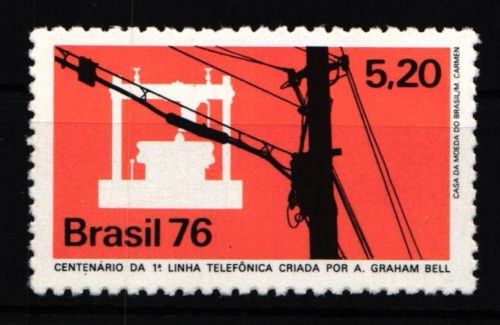 5,20
CASA DA MOEDA DO BRASIL/M. CARMEN
Brasil 76
CENTENÁRIO DA 1ª LINHA TELEFÔNICA CRIADA POR A. GRAHAM BELL